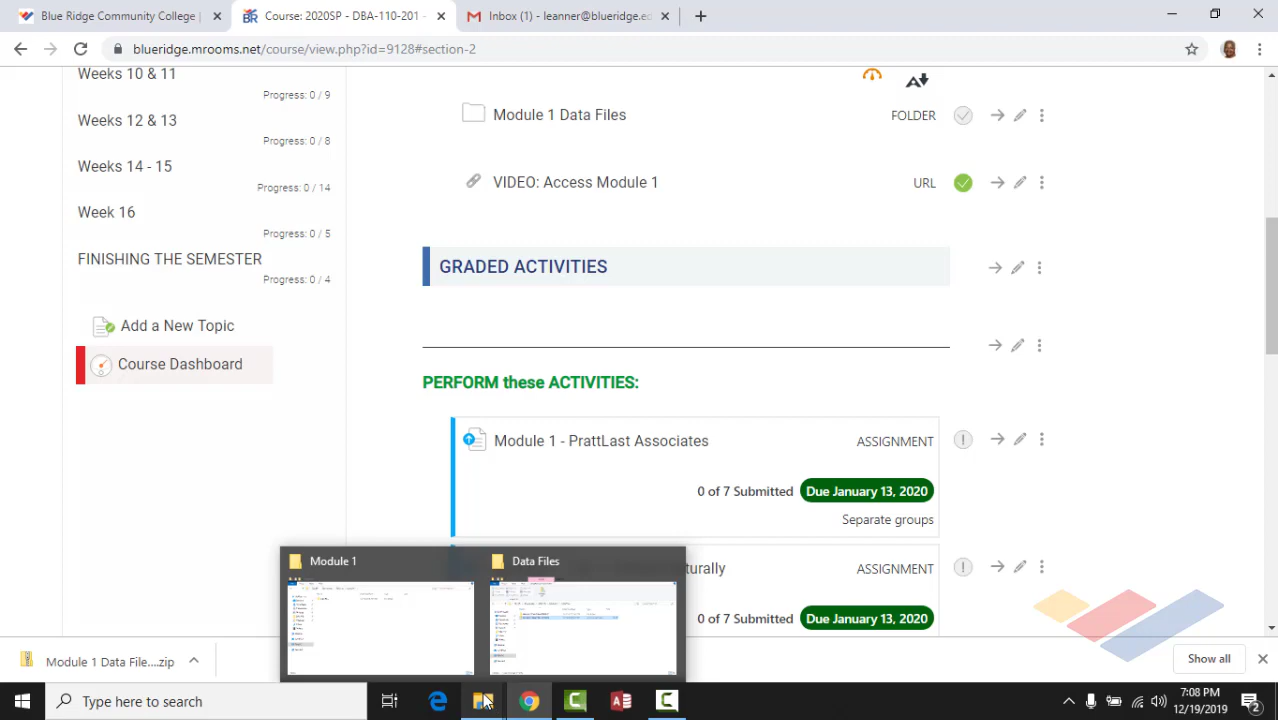 Blue Ridge Community College |
Course: 2020SP - DBA-110-201 -
Inbox (1) - leanner@blueridge.ed
blueridge.mrooms.net/course/view.php?id=9128#section-2
Weeks 10 & 11
Progress: 0 / 9
Weeks 12 & 13
Progress: 0 / 8
Weeks 14 - 15
Progress: 0 / 14
Week 16
Progress: 0 / 5
FINISHING THE SEMESTER
Progress: 0 / 4
Add a New Topic
Course Dashboard
Module 1 Data Files
FOLDER
VIDEO: Access Module 1
URL
GRADED ACTIVITIES
PERFORM these ACTIVITIES:
Module 1 - PrattLast Associates
ASSIGNMENT
0 of 7 Submitted Due January 13, 2020
Separate groups
ASSIGNMENT
0 of 7 Submitted Due January 13, 2020
Module 1
Data Files
Module 1 Data File....zip
Show all
Type here to search
7:08 PM
12/19/2019
2